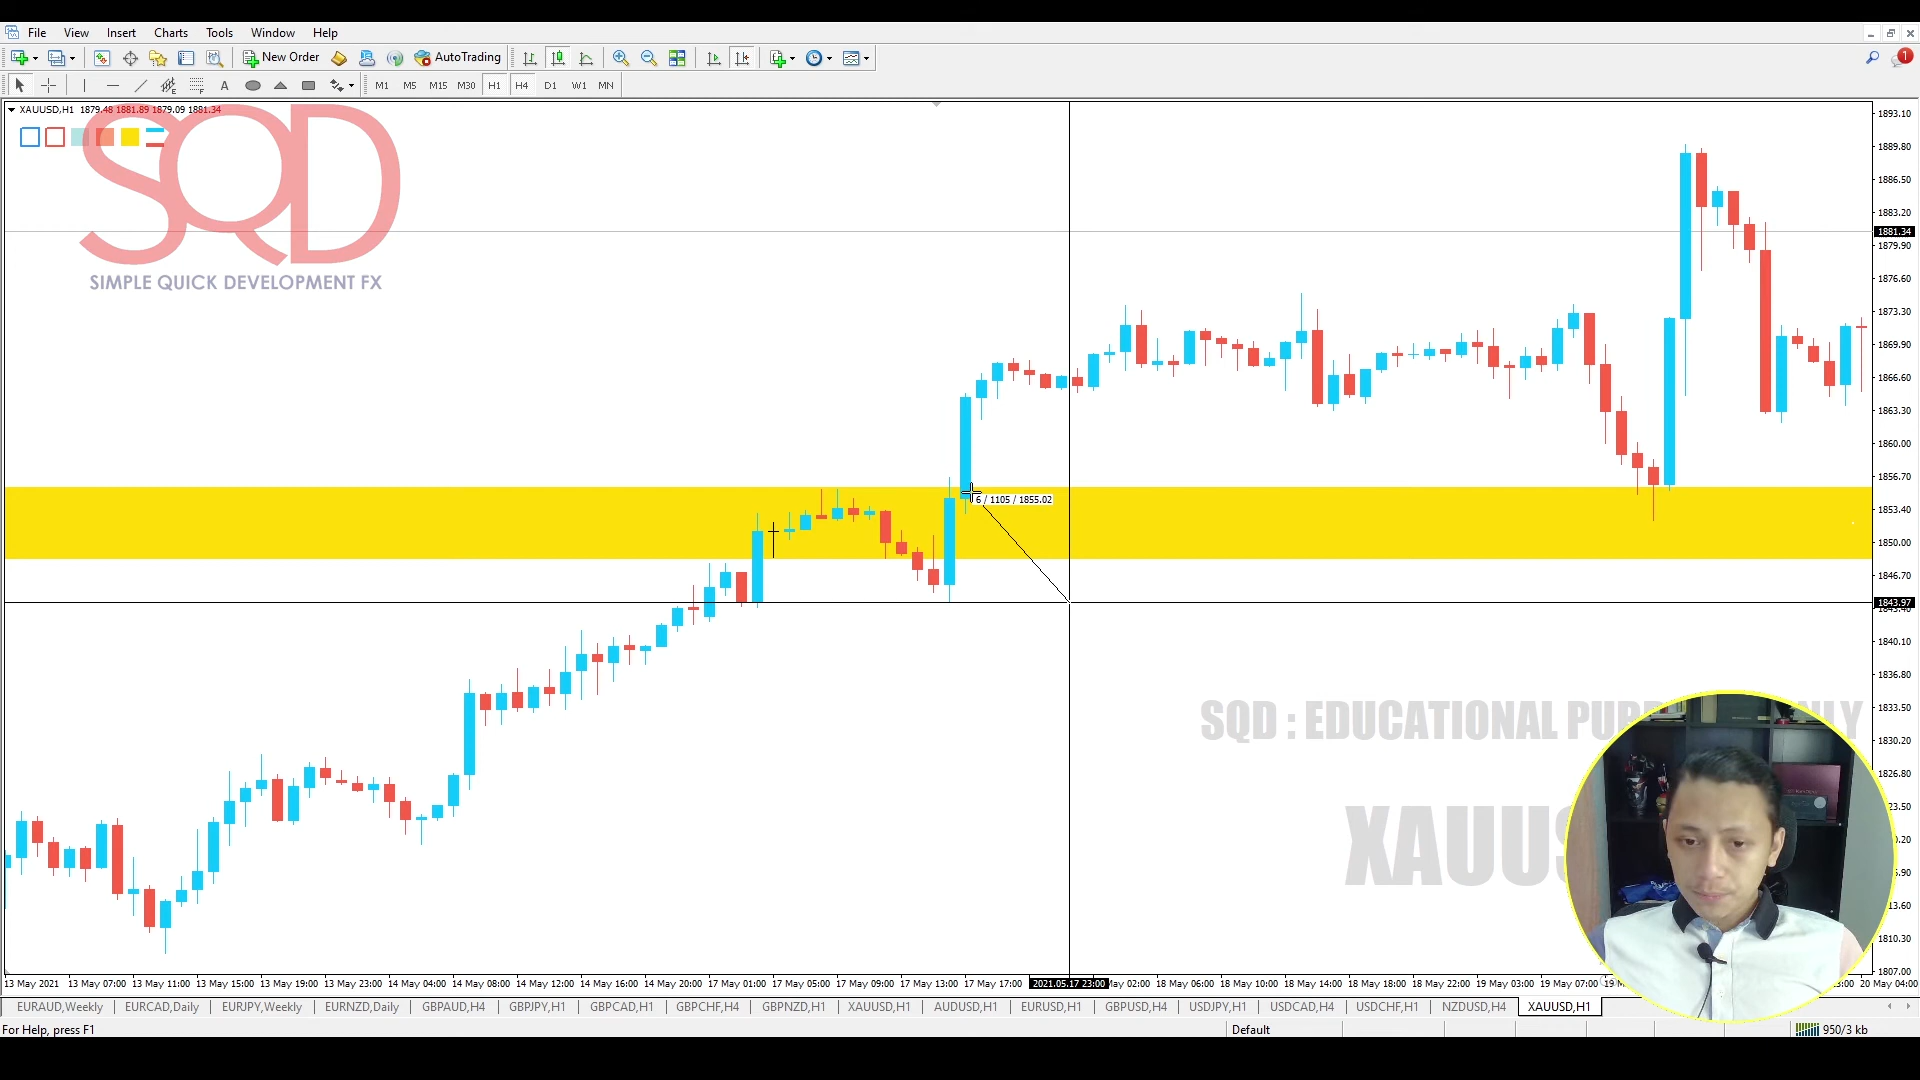 File View Insert Charts Tools Window Help
New Order AutoTrading
A M1 M5 M15 M30 H1 H4 D1 W1 MN
1
XAUUSD,H1 1879.48 1881.89 1879.09 1881.34
SQD
SIMPLE QUICK DEVELOPMENT FX
1893.10
1889.80
1886.50
1883.20
1881.34
1879.90
1876.60
1873.30
1869.90
1866.60
1863.30
1860.00
1856.70
6 / 1105 / 1855.02
1853.40
1850.00
1846.70
1843.97
1840.10
1836.80
1833.50
SQD : EDUCATIONAL
1830.20
1826.80
1810.30
1807.00
13 May 2021 13 May 07:00 13 May 11:00 13 May 15:00 13 May 19:00 13 May 23:00 14 May 04:00 14 May 08:00 14 May 12:00 14 May 16:00 14 May 20:00 17 May 01:00 17 May 05:00 17 May 09:00 17 May 13:00 17 May 17:00 2021.05.17 23:00 May 02:00 18 May 06:00 18 May 10:00 18 May 14:00 18 May 18:00 19 May 03:00 19 May 07:00 20 May 04:00
EURAUD,Weekly EURCAD,Daily EURJPY,Weekly EURNZD,Daily GBPAUD,H4 GBPJPY,H1 GBPCAD,H1 GBPCHF,H4 GBPNZD,H1 XAUUSD,H1 AUDUSD,H1 EURUSD,H1 GBPUSD,H4 USDJPY,H1 USDCAD,H4 USDCHF,H1 NZDUSD,H4 XAUUSD,H1
For Help, press F1 Default 950/3 kb